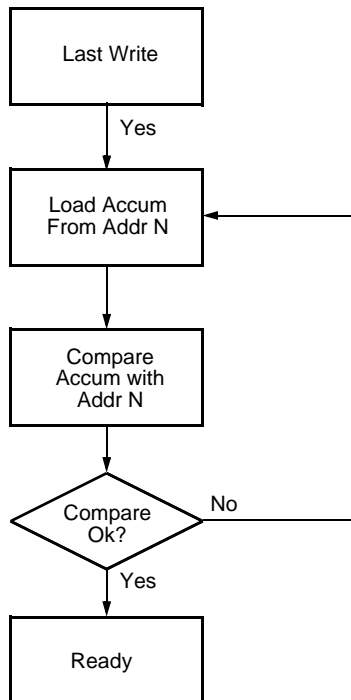 Last Write
Yes
Load Accum
From Addr N
Compare
Accum with
Addr N
Compare
Ok?
No
Yes
Ready